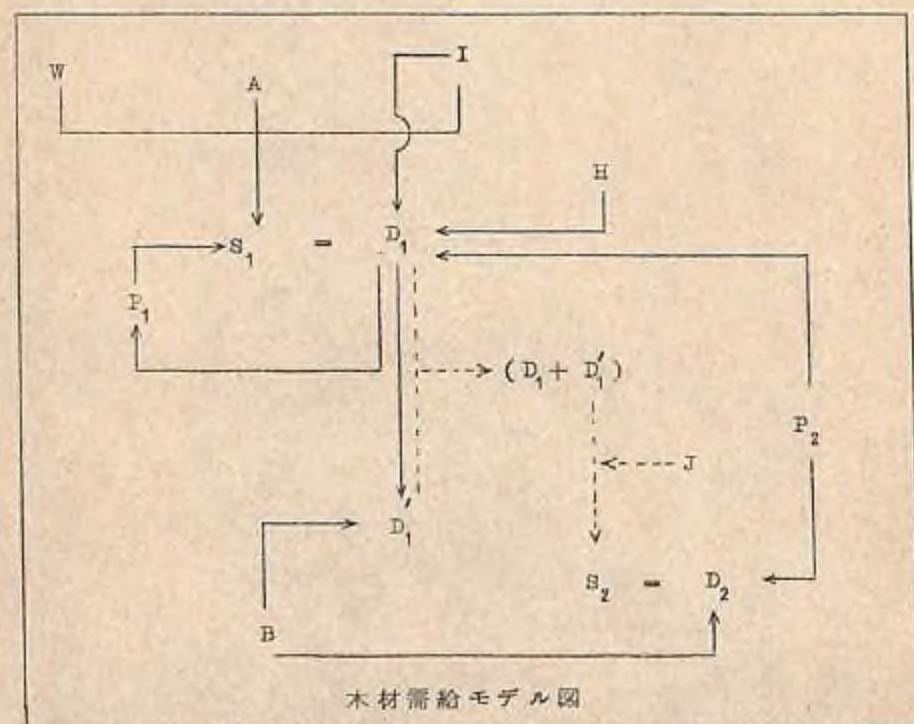 W
A
I
H
S₁ = D₁
P₁
(D₁ + D₁′)
P₂
J
D₁′
S₂ = D₂
B
木材需給モデル図